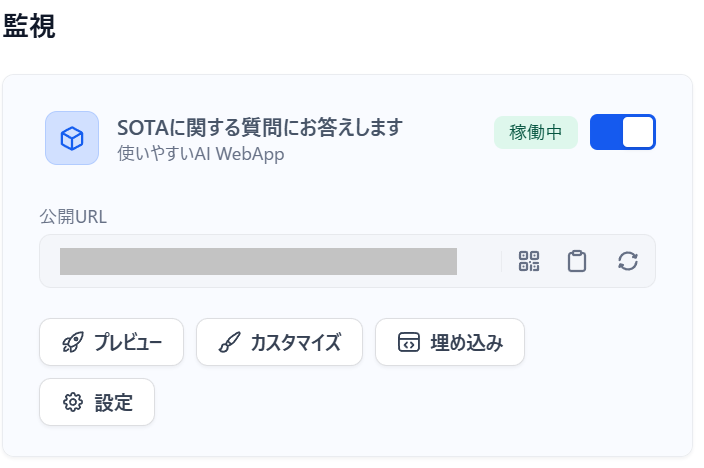 監視
SOTAに関する質問にお答えします
使いやすいAI WebApp
稼働中
公開URL
プレビュー
カスタマイズ
埋め込み
設定